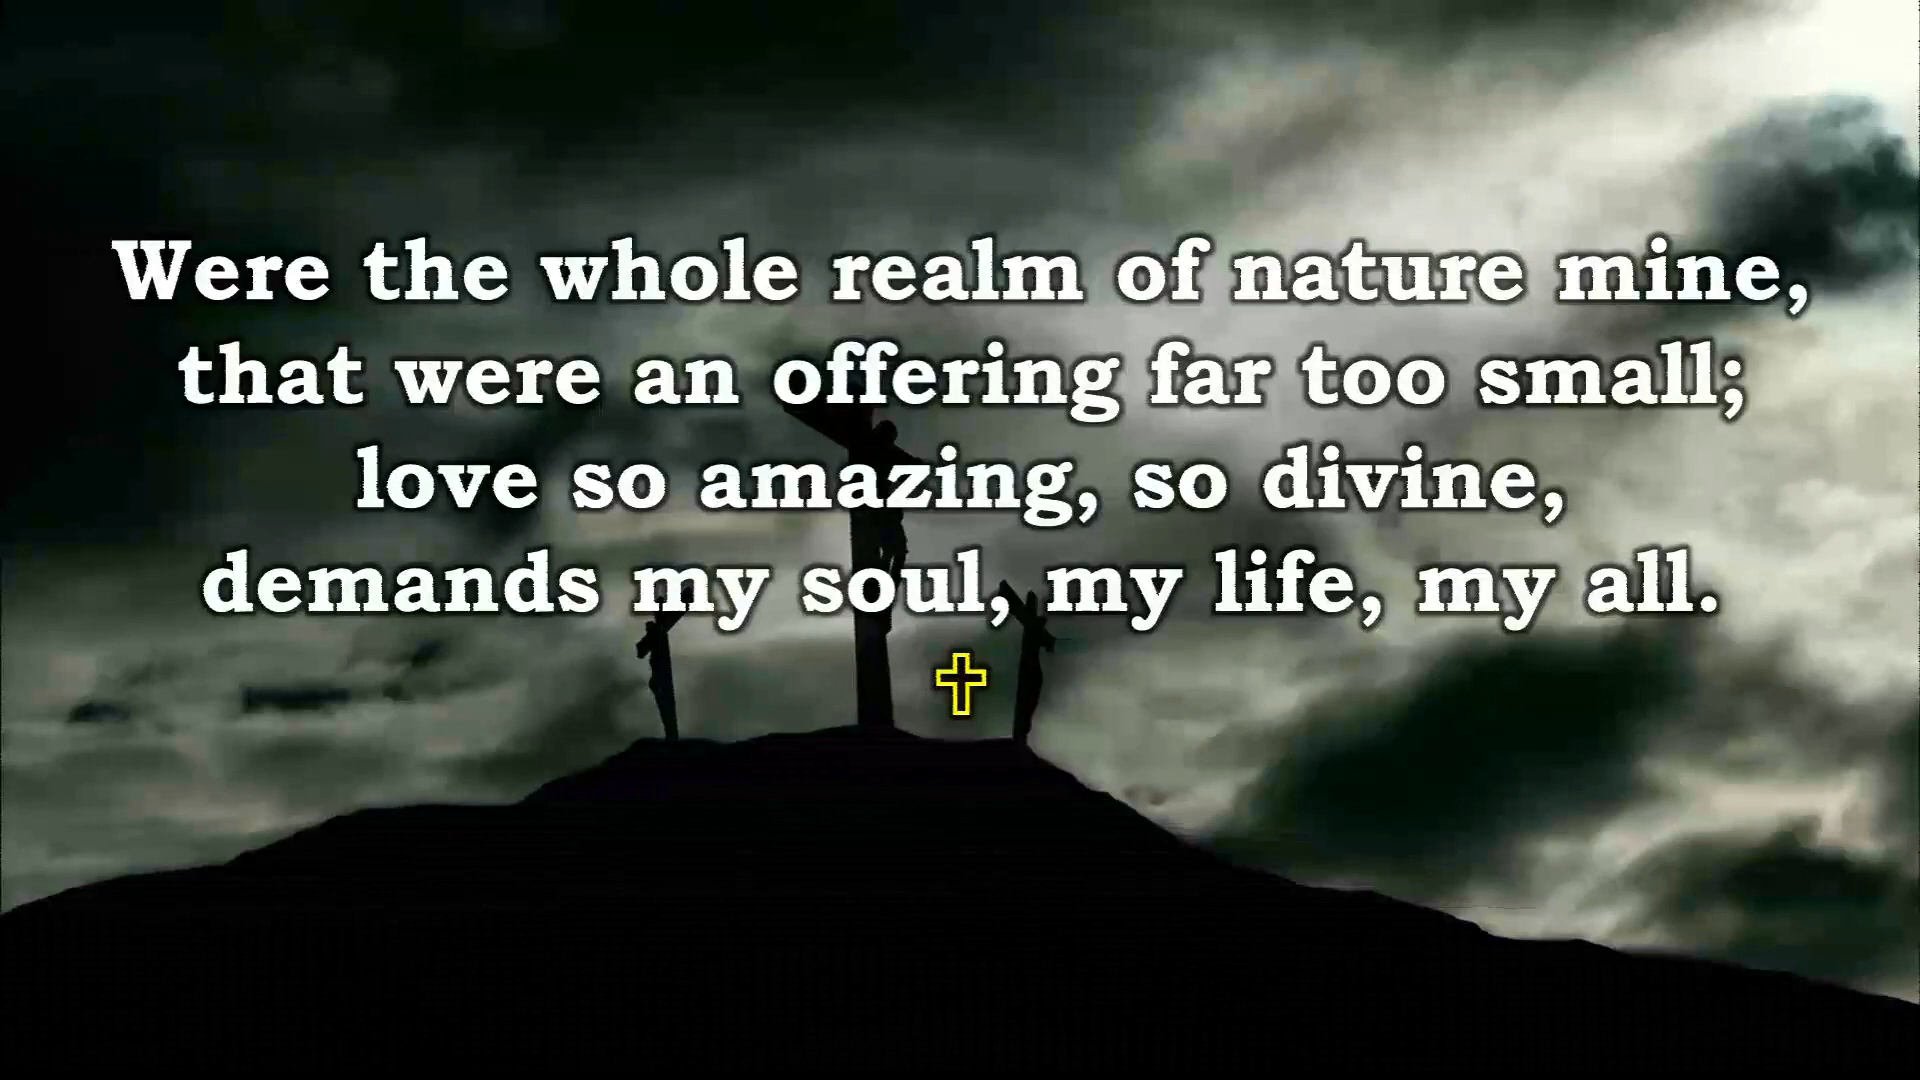 Were the whole realm of nature mine,
that were an offering far too small;
love so amazing, so divine,
demands my soul, my life, my all.